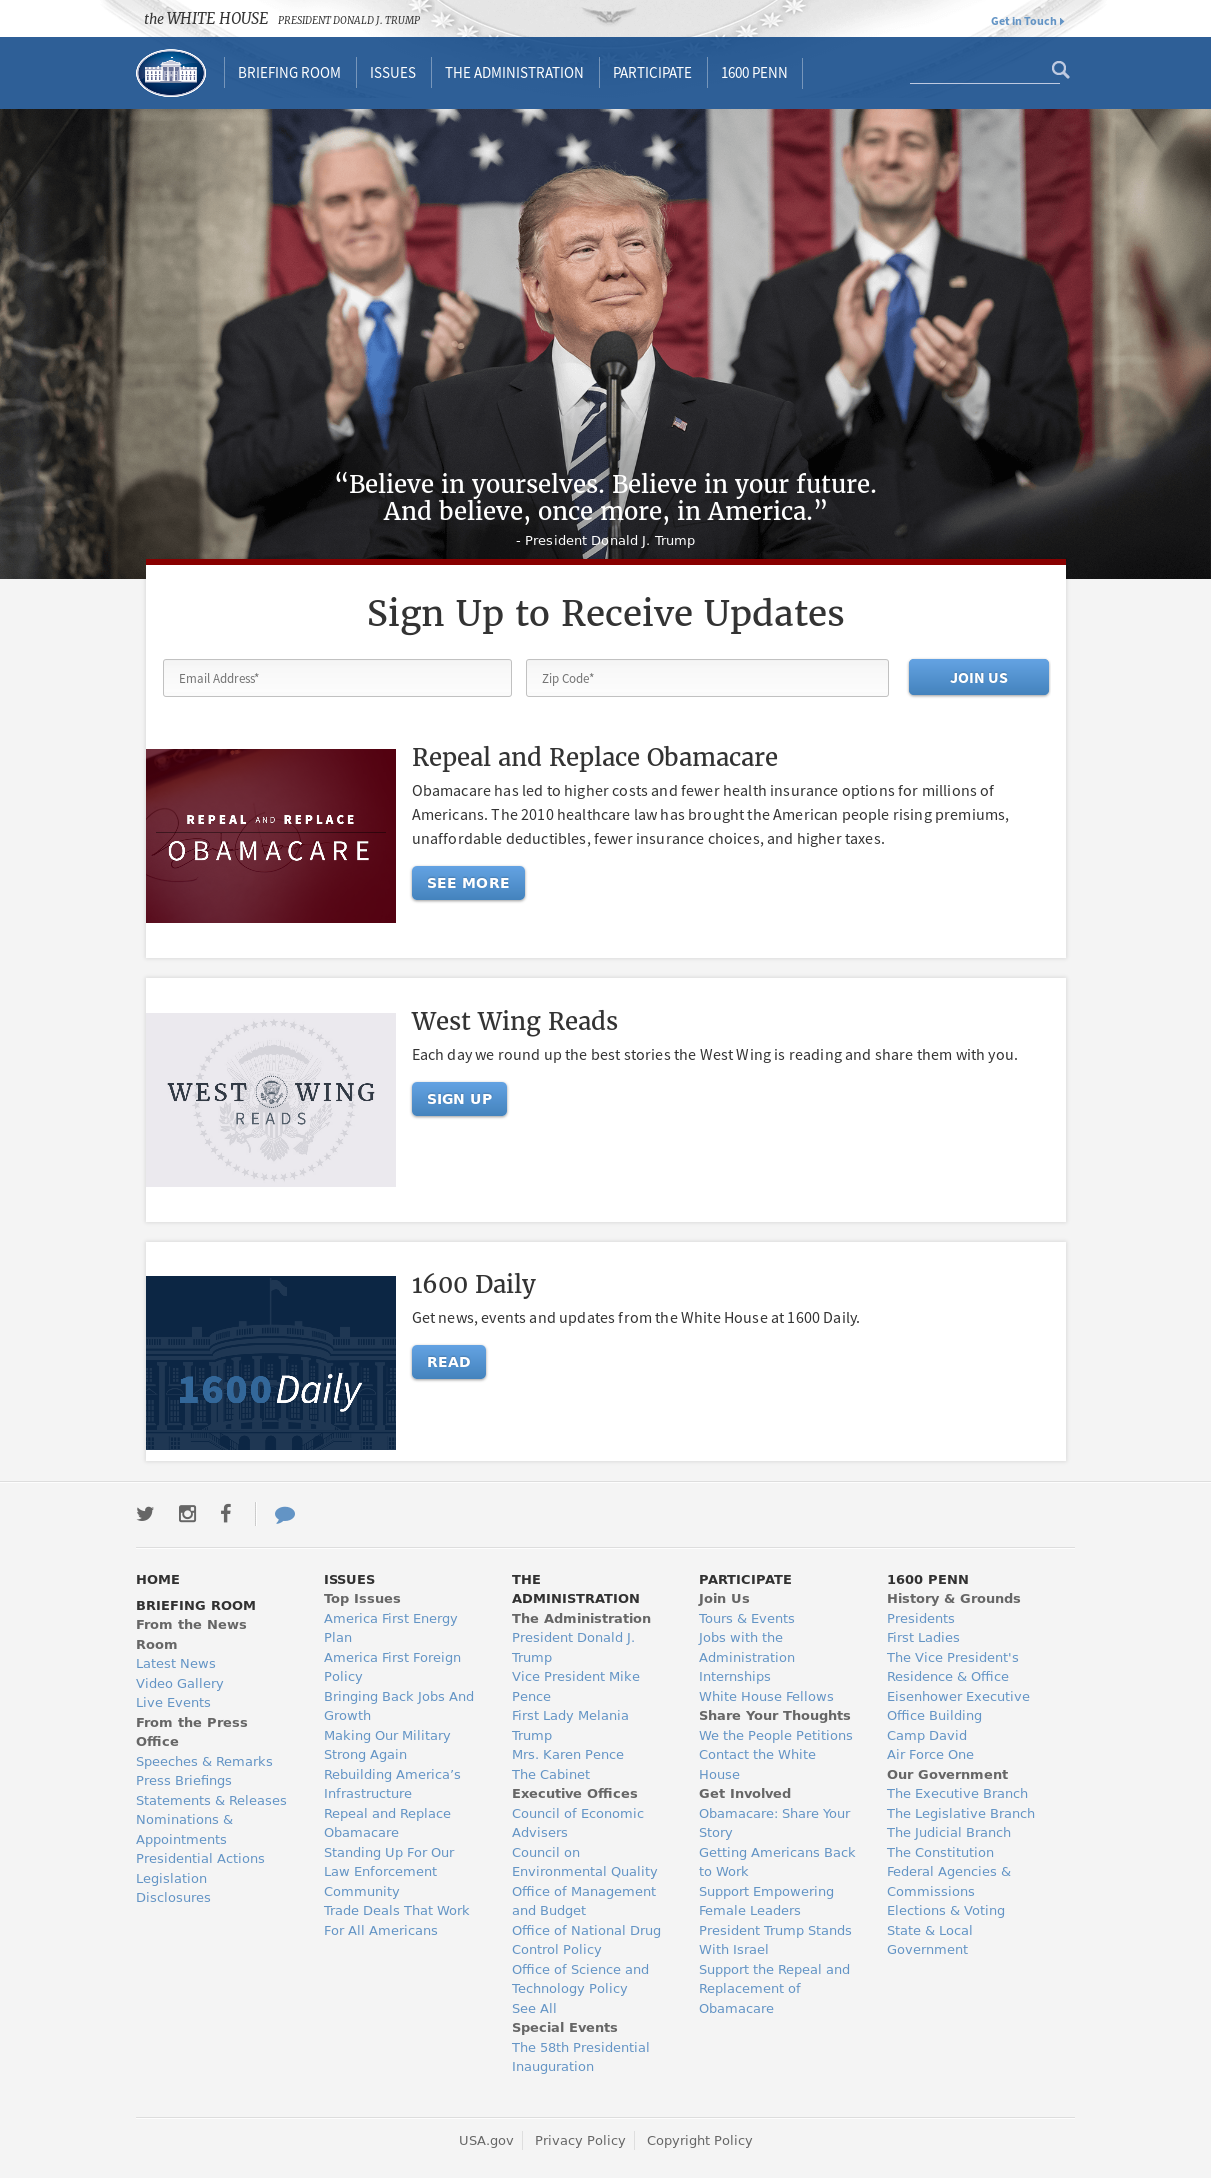 the WHITE HOUSE PRESIDENT DONALD J. TRUMP
Get in Touch
BRIEFING ROOM
ISSUES
THE ADMINISTRATION
PARTICIPATE
1600 PENN
“Believe in yourselves. Believe in your future.
And believe, once more, in America.”
- President Donald J. Trump
Sign Up to Receive Updates
Email Address*
Zip Code*
JOIN US
REPEAL AND REPLACE
OBAMACARE
Repeal and Replace Obamacare
Obamacare has led to higher costs and fewer health insurance options for millions of
Americans. The 2010 healthcare law has brought the American people rising premiums,
unaffordable deductibles, fewer insurance choices, and higher taxes.
SEE MORE
WEST WING
READS
West Wing Reads
Each day we round up the best stories the West Wing is reading and share them with you.
SIGN UP
1600 Daily
1600 Daily
Get news, events and updates from the White House at 1600 Daily.
READ
HOME
BRIEFING ROOM
From the News
Room
Latest News
Video Gallery
Live Events
From the Press
Office
Speeches & Remarks
Press Briefings
Statements & Releases
Nominations &
Appointments
Presidential Actions
Legislation
Disclosures
ISSUES
Top Issues
America First Energy
Plan
America First Foreign
Policy
Bringing Back Jobs And
Growth
Making Our Military
Strong Again
Rebuilding America’s
Infrastructure
Repeal and Replace
Obamacare
Standing Up For Our
Law Enforcement
Community
Trade Deals That Work
For All Americans
THE
ADMINISTRATION
The Administration
President Donald J.
Trump
Vice President Mike
Pence
First Lady Melania
Trump
Mrs. Karen Pence
The Cabinet
Executive Offices
Council of Economic
Advisers
Council on
Environmental Quality
Office of Management
and Budget
Office of National Drug
Control Policy
Office of Science and
Technology Policy
See All
Special Events
The 58th Presidential
Inauguration
PARTICIPATE
Join Us
Tours & Events
Jobs with the
Administration
Internships
White House Fellows
Share Your Thoughts
We the People Petitions
Contact the White
House
Get Involved
Obamacare: Share Your
Story
Getting Americans Back
to Work
Support Empowering
Female Leaders
President Trump Stands
With Israel
Support the Repeal and
Replacement of
Obamacare
1600 PENN
History & Grounds
Presidents
First Ladies
The Vice President's
Residence & Office
Eisenhower Executive
Office Building
Camp David
Air Force One
Our Government
The Executive Branch
The Legislative Branch
The Judicial Branch
The Constitution
Federal Agencies &
Commissions
Elections & Voting
State & Local
Government
USA.gov
Privacy Policy
Copyright Policy